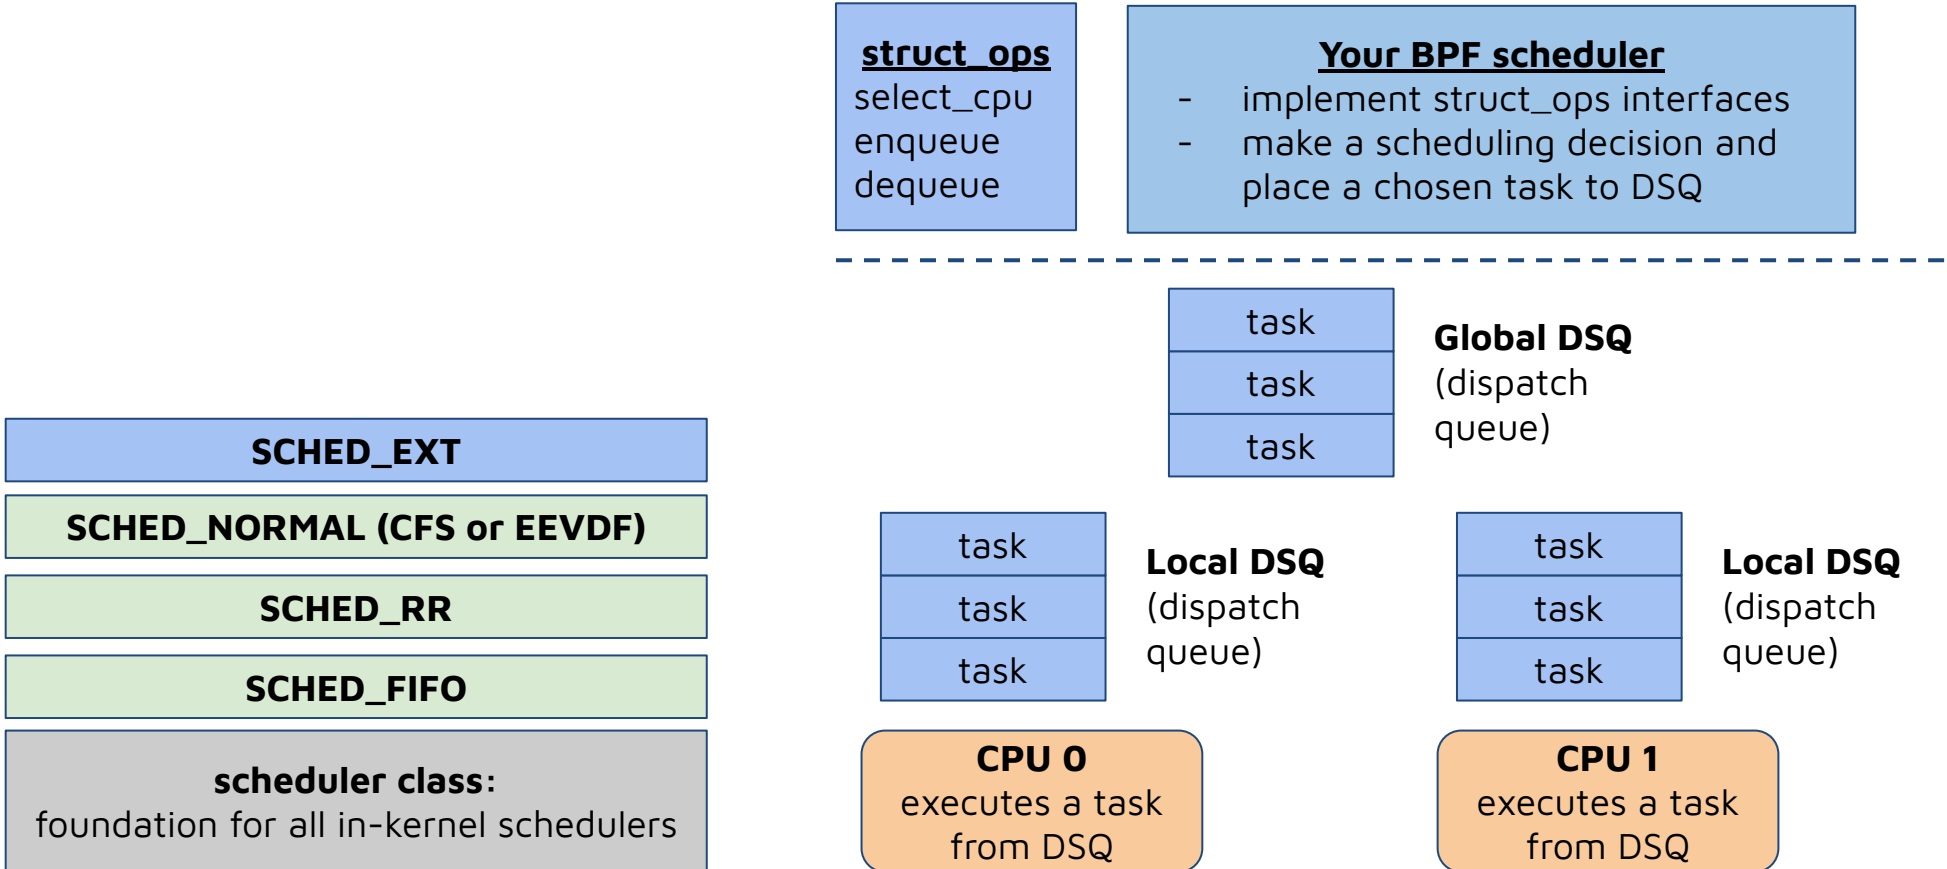 struct_ops
select_cpu
enqueue
dequeue
Your BPF scheduler
- implement struct_ops interfaces
- make a scheduling decision and
place a chosen task to DSQ
task
task
task
Global DSQ
(dispatch
queue)
SCHED_EXT
SCHED_NORMAL (CFS or EEVDF)
SCHED_RR
SCHED_FIFO
scheduler class:
foundation for all in-kernel schedulers
task
task
task
Local DSQ
(dispatch
queue)
task
task
task
Local DSQ
(dispatch
queue)
CPU 0
executes a task
from DSQ
CPU 1
executes a task
from DSQ